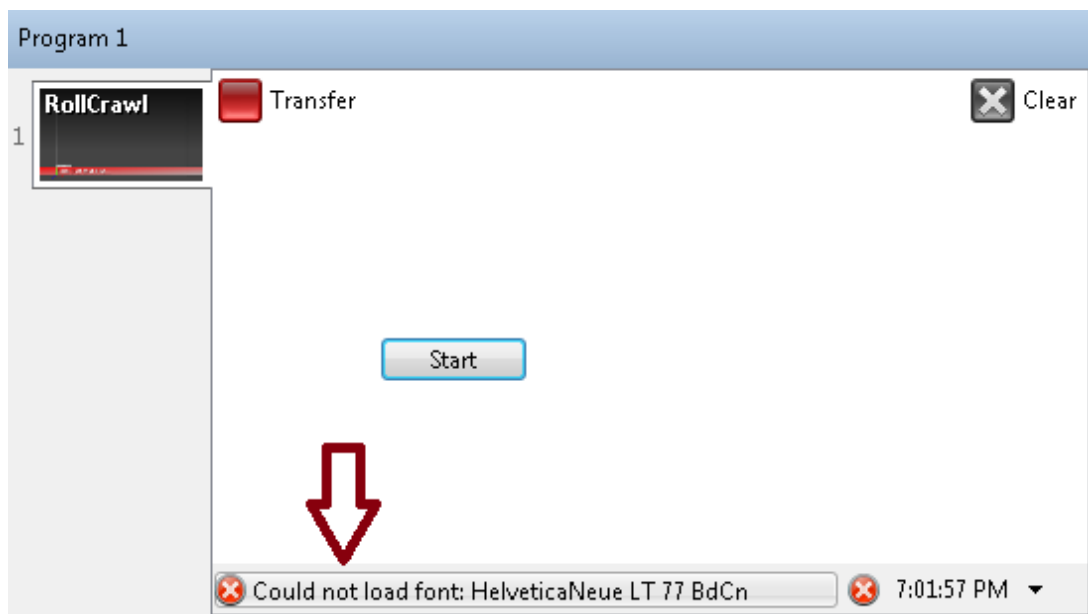 Program 1
1
RollCrawl
Transfer
Clear
Start
Could not load font: HelveticaNeue LT 77 BdCn
7:01:57 PM